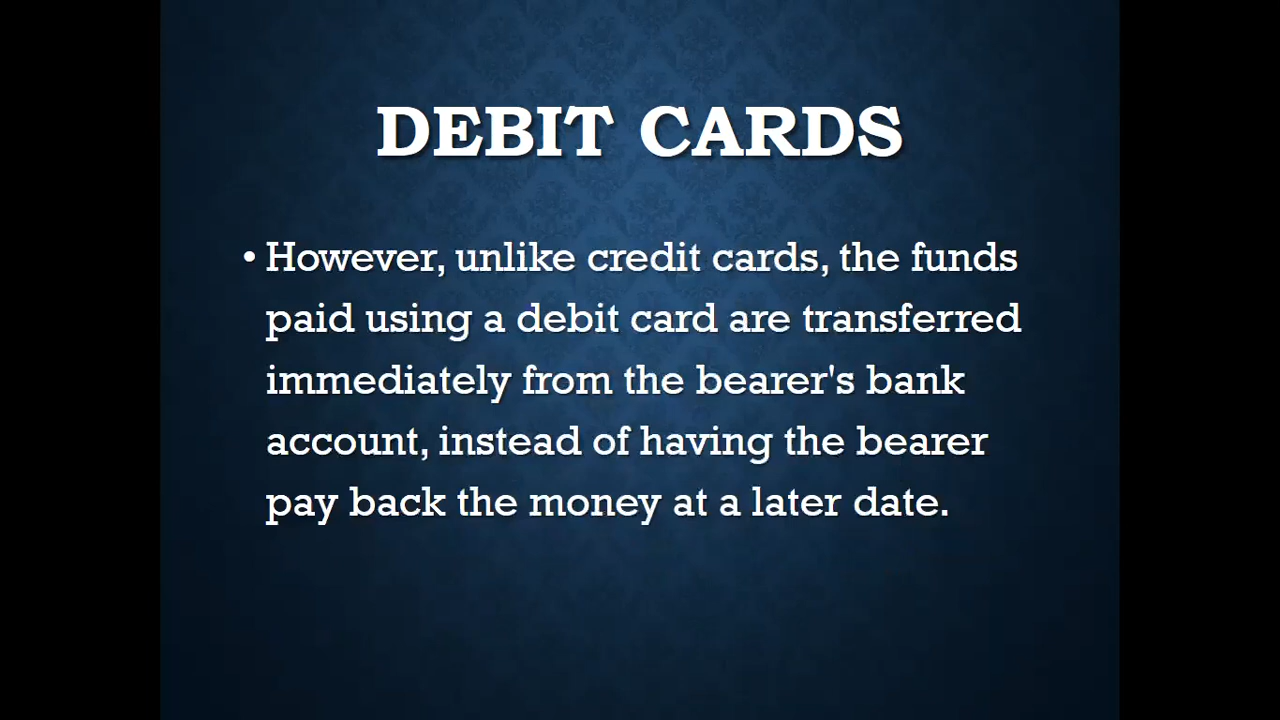 DEBIT CARDS
• However, unlike credit cards, the funds
paid using a debit card are transferred
immediately from the bearer's bank
account, instead of having the bearer
pay back the money at a later date.